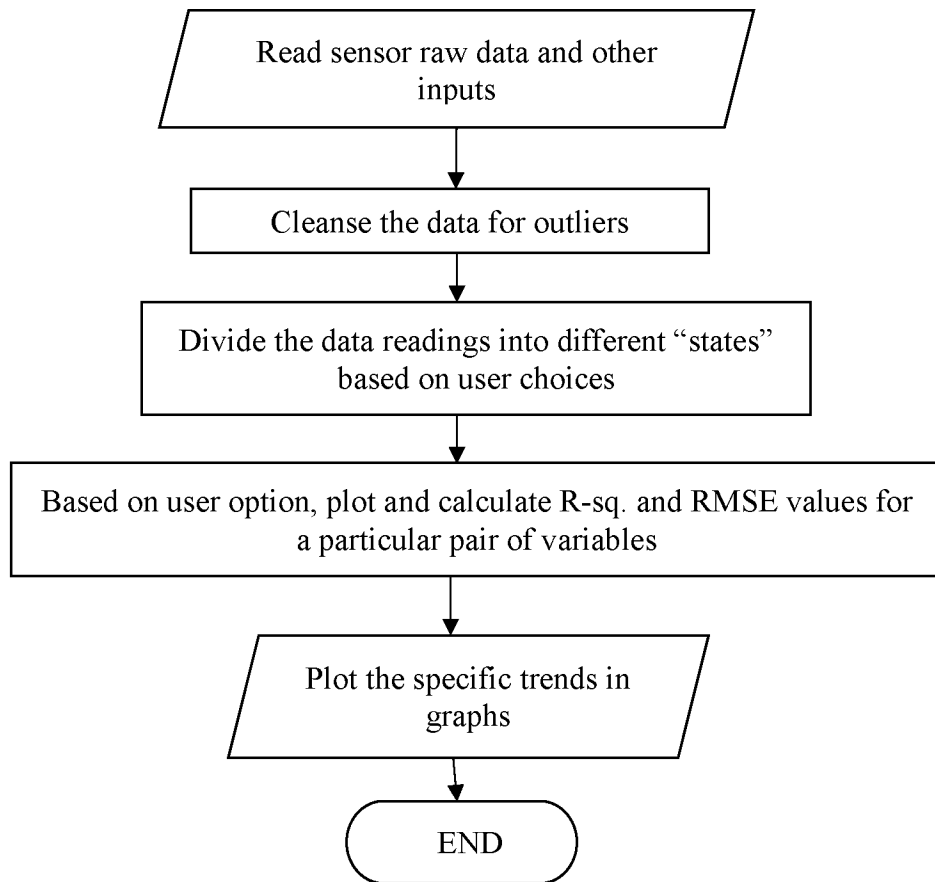 Read sensor raw data and other
inputs
Cleanse the data for outliers
Divide the data readings into different “states”
based on user choices
Based on user option, plot and calculate R-sq. and RMSE values for
a particular pair of variables
Plot the specific trends in
graphs
END